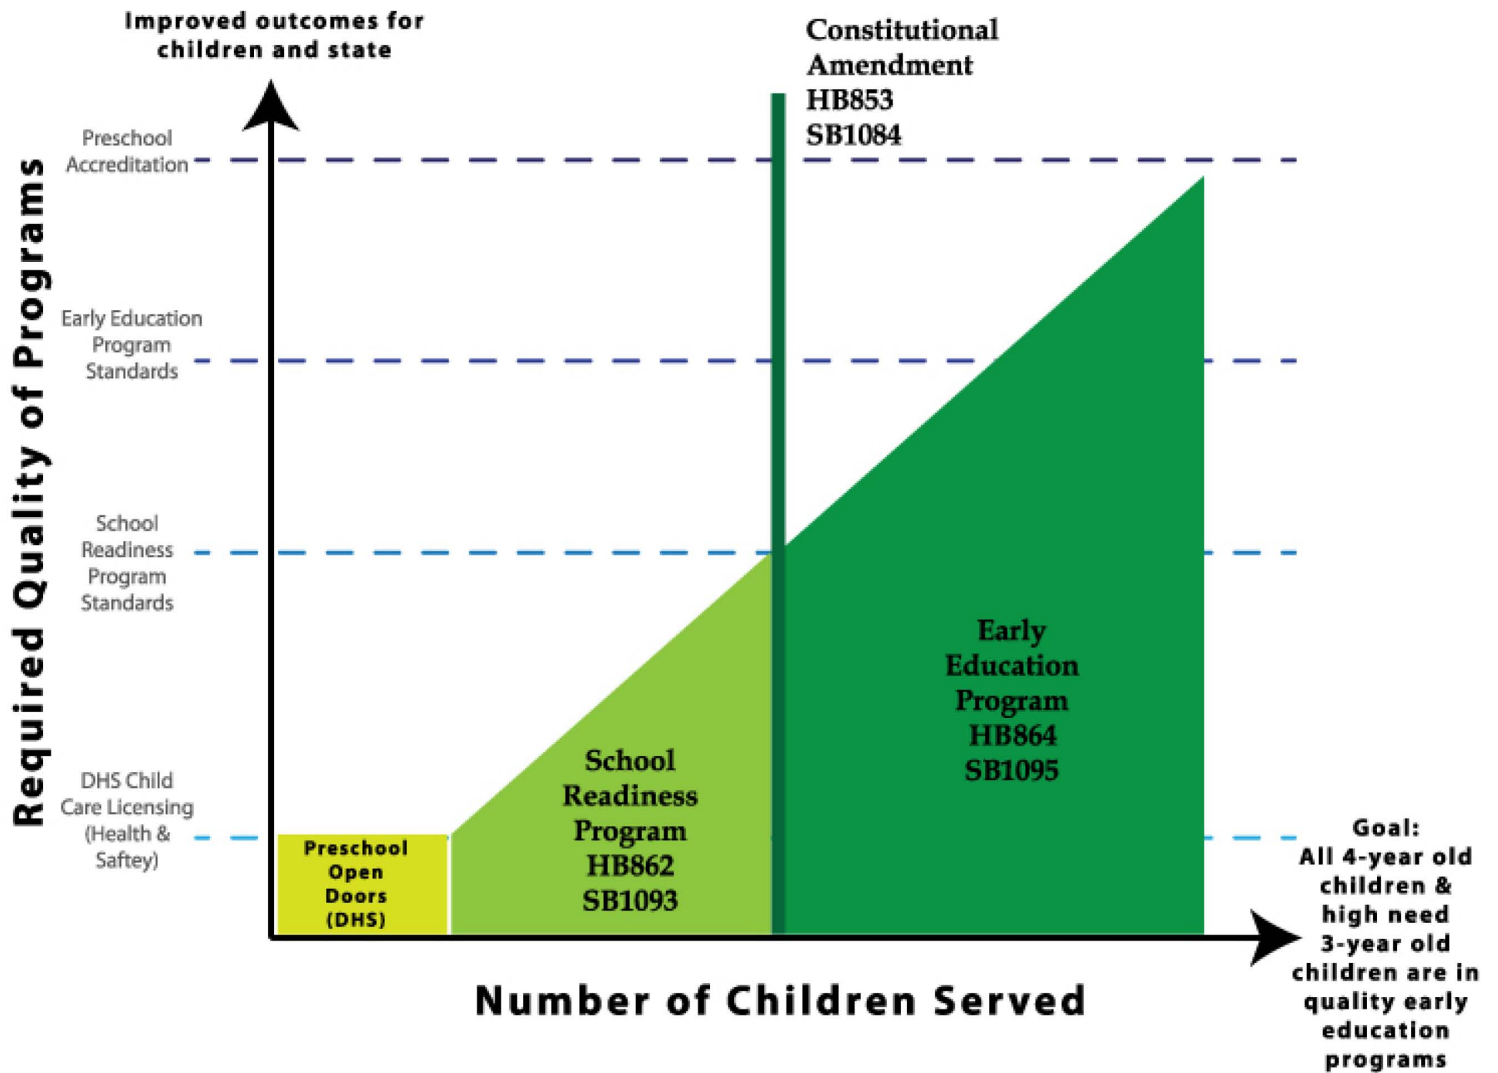 Improved outcomes for
children and state
Constitutional
Amendment
HB853
SB1084
Required Quality of Programs
Preschool
Accreditation
Early Education
Program
Standards
School
Readiness
Program
Standards
DHS Child
Care Licensing
(Health &
Saftey)
Preschool
Open
Doors
(DHS)
School
Readiness
Program
HB862
SB1093
Early
Education
Program
HB864
SB1095
Goal:
All 4-year old
children &
high need
3-year old
children are in
quality early
education
programs
Number of Children Served